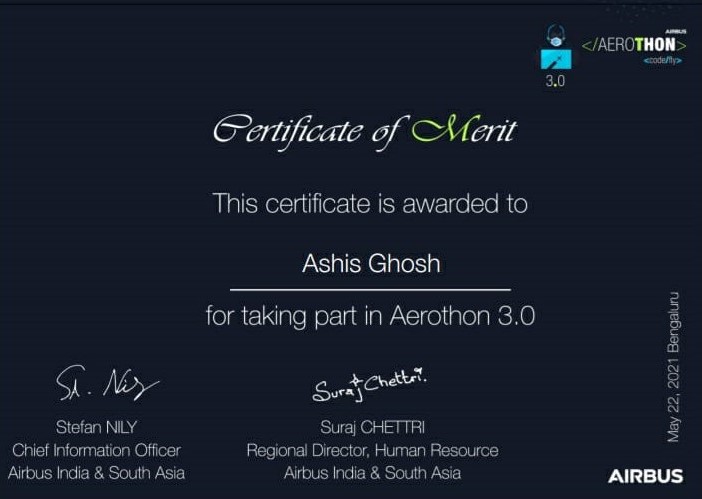 AIRBUS
</AEROTHON>
<code/fly>
3.0
Certificate of Merit
This certificate is awarded to
Ashis Ghosh
for taking part in Aerothon 3.0
St. Nily
Suraj Chettri.
Stefan NILY
Suraj CHETTRI
Chief Information Officer
Regional Director, Human Resource
Airbus India & South Asia
Airbus India & South Asia
May 22, 2021 Bengaluru
AIRBUS